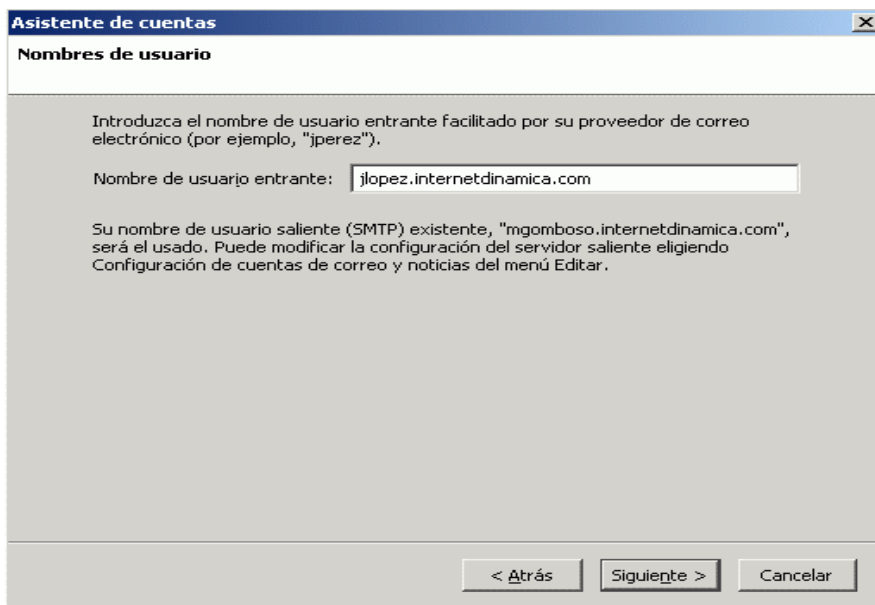 Asistente de cuentas
Nombres de usuario
Introduzca el nombre de usuario entrante facilitado por su proveedor de correo
electrónico (por ejemplo, "jperez").
Nombre de usuario entrante: jlopez.internetdinamica.com
Su nombre de usuario saliente (SMTP) existente, "mgomboso.internetdinamica.com",
será el usado. Puede modificar la configuración del servidor saliente eligiendo
Configuración de cuentas de correo y noticias del menú Editar.
< Atrás Siguiente > Cancelar